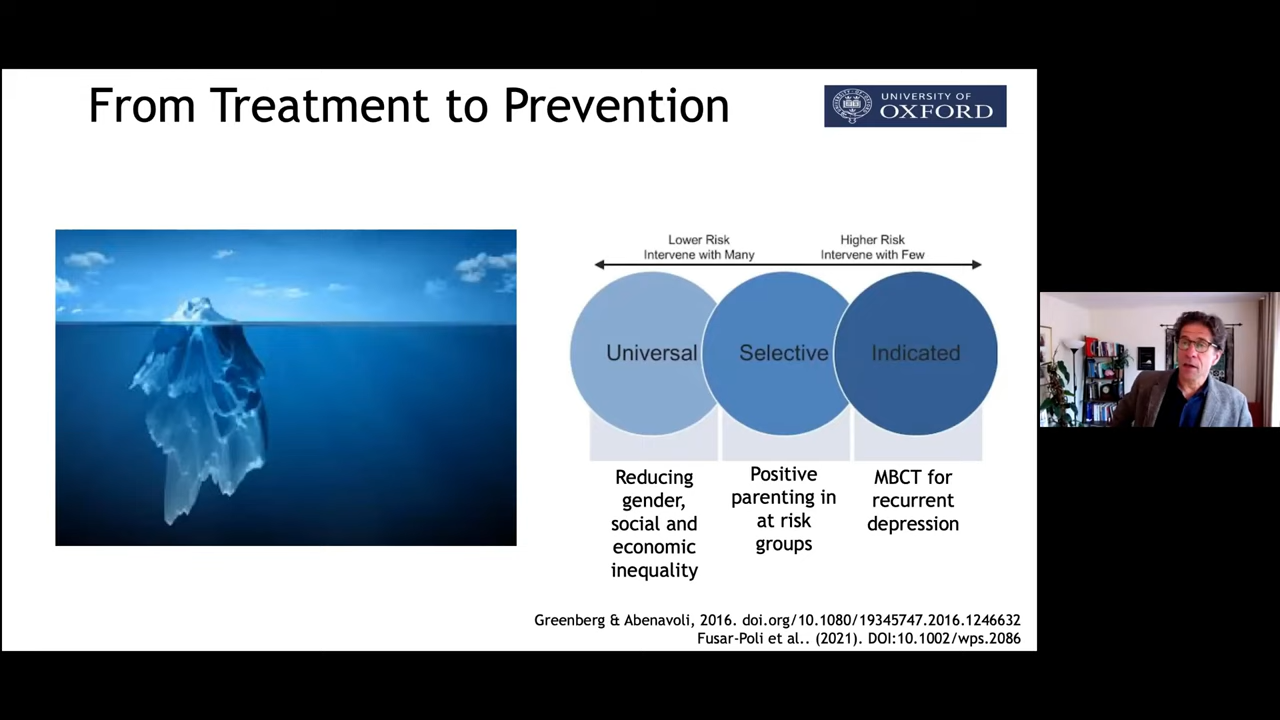 From Treatment to Prevention
UNIVERSITY OF
OXFORD
Lower Risk
Intervene with Many
Higher Risk
Intervene with Few
Universal
Selective
Indicated
Reducing
gender,
social and
economic
inequality
Positive
parenting in
at risk
groups
MBCT for
recurrent
depression
Greenberg & Abenavoli, 2016. doi.org/10.1080/19345747.2016.1246632
Fusar-Poli et al.. (2021). DOI:10.1002/wps.2086